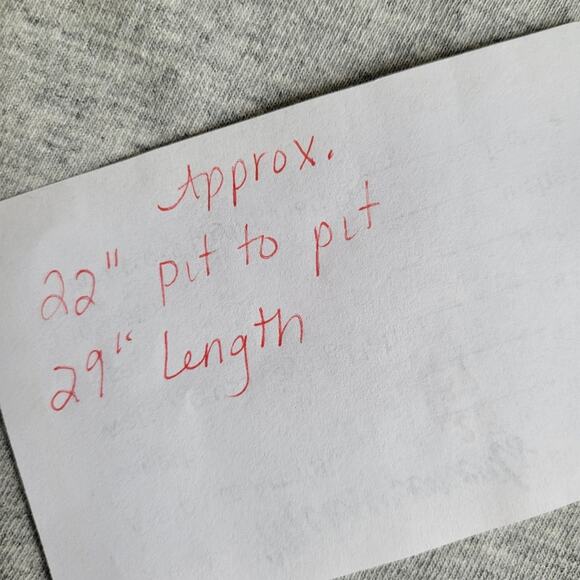 Approx.
22" pit to pit
29" Length